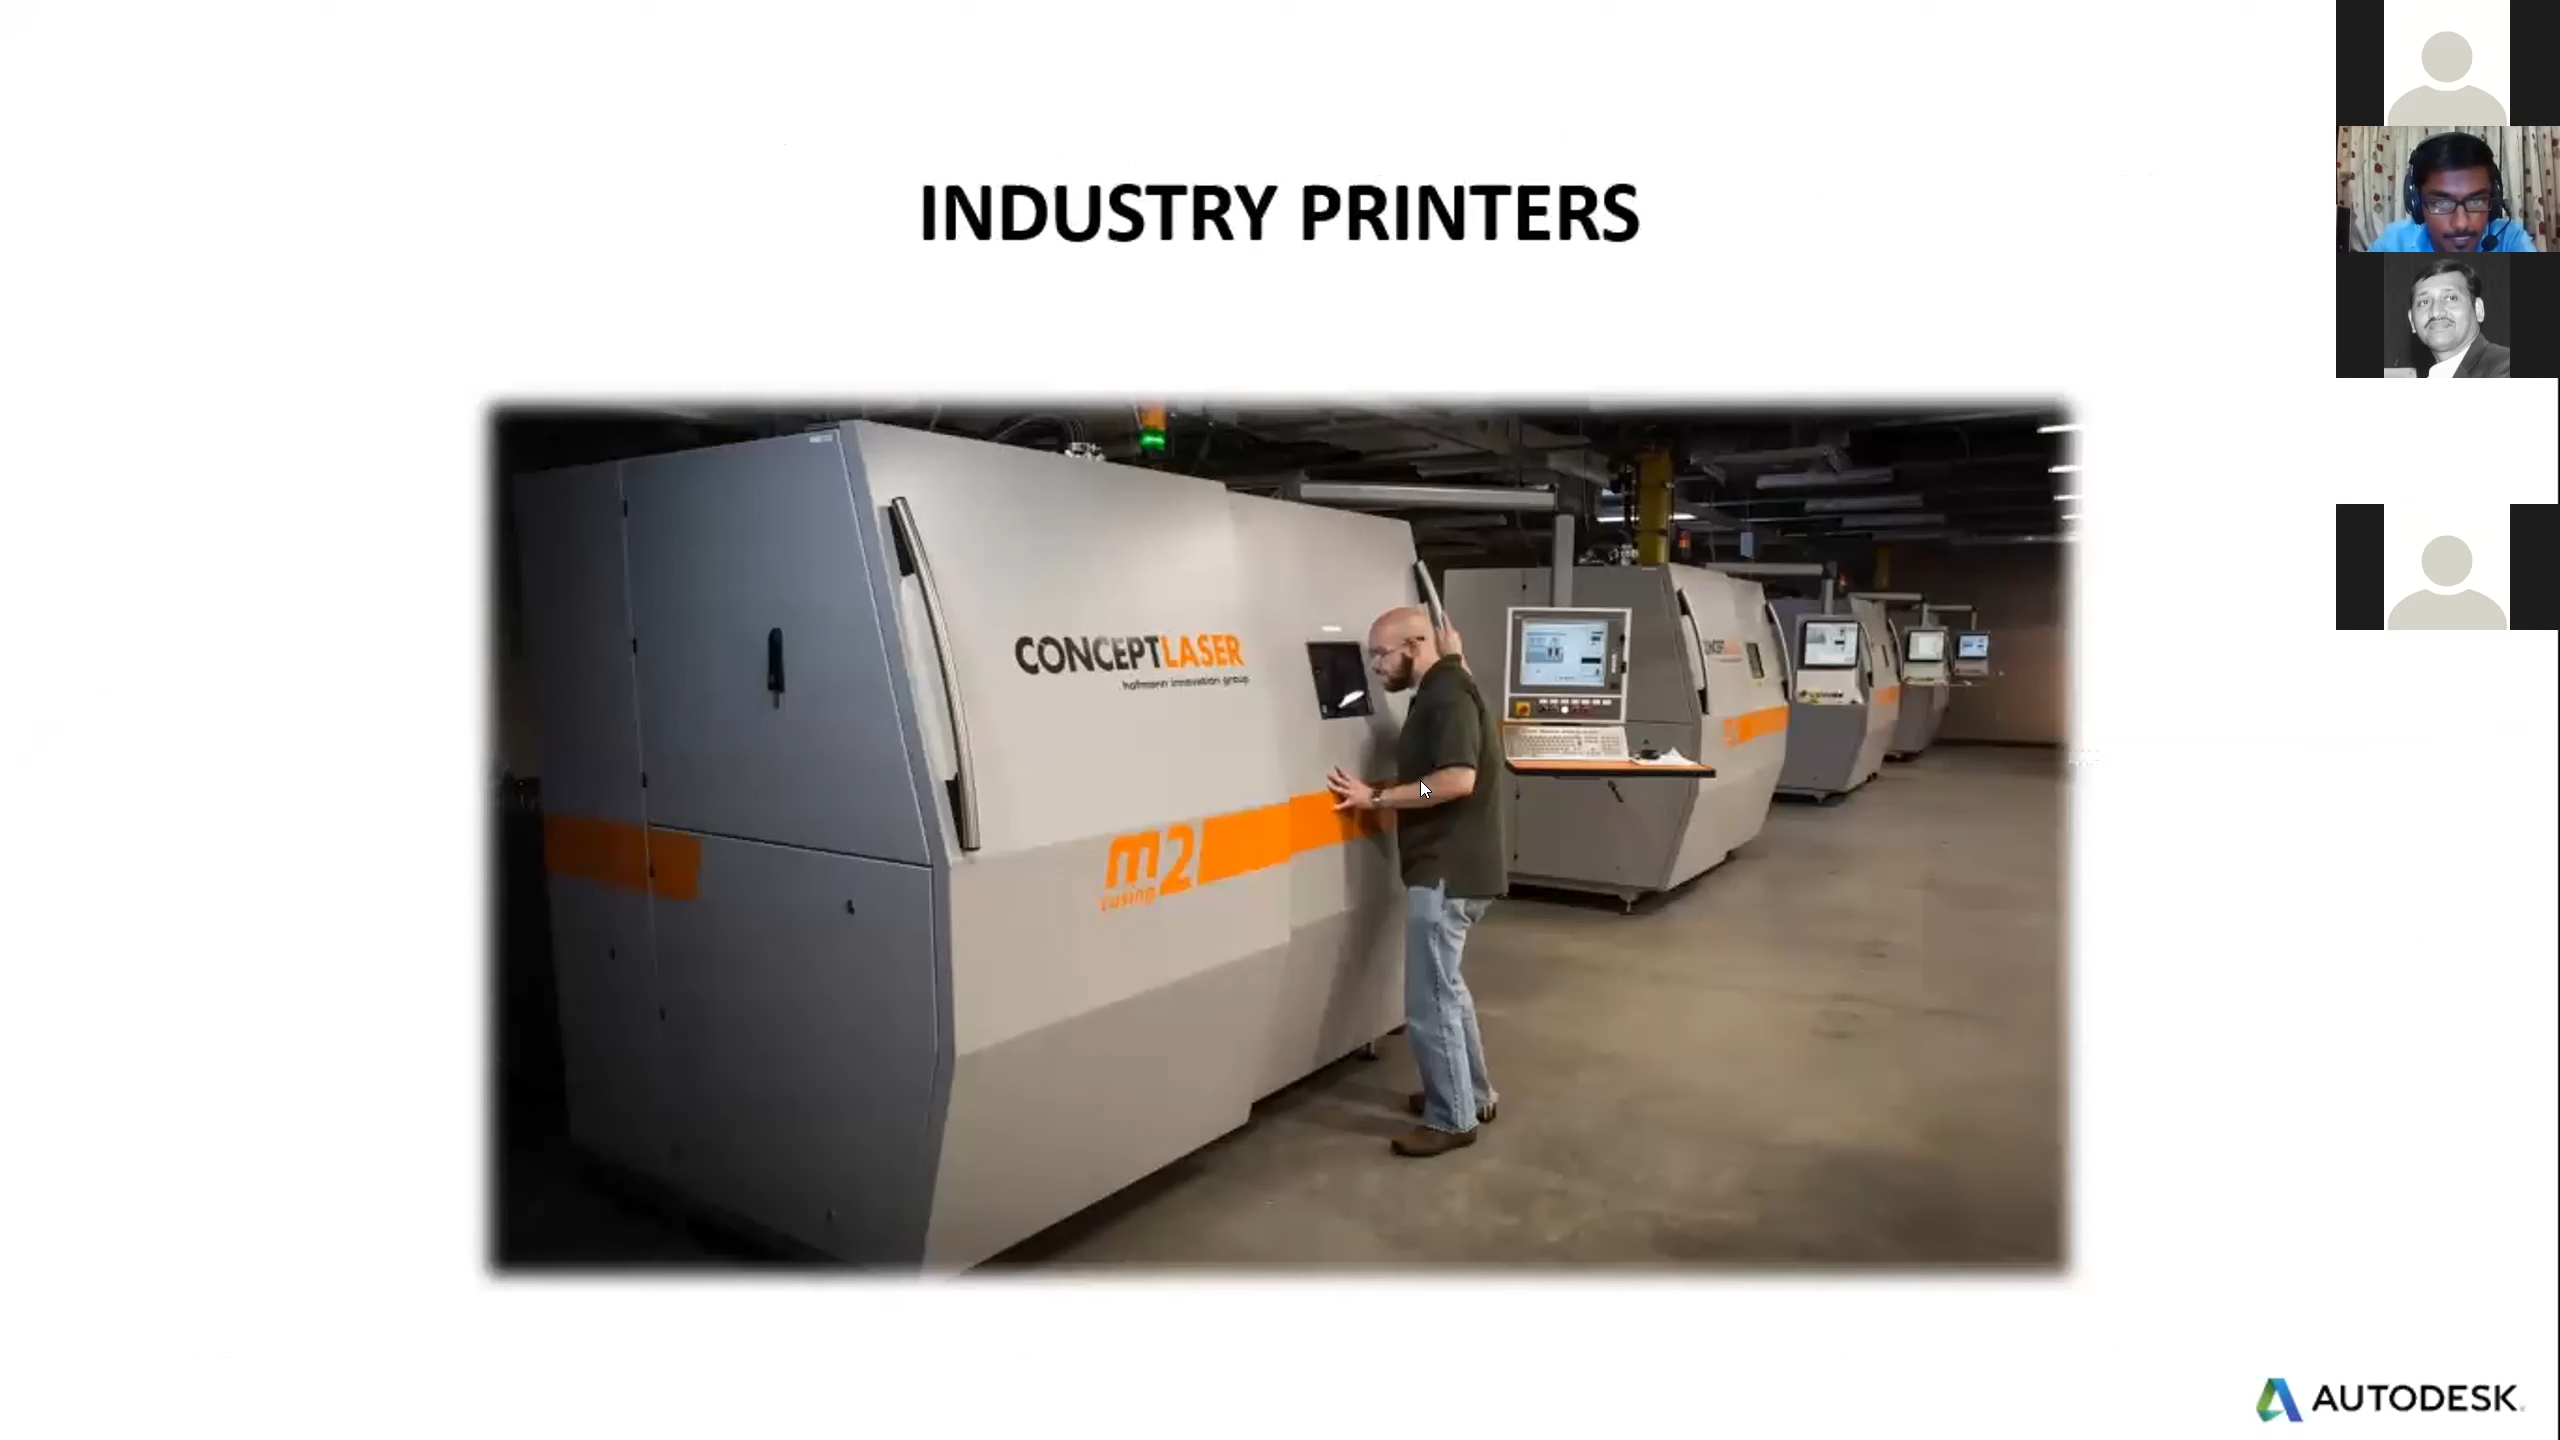 INDUSTRY PRINTERS
CONCEPTLASER
hofmann innovation group
m2
cusing
AUTODESK